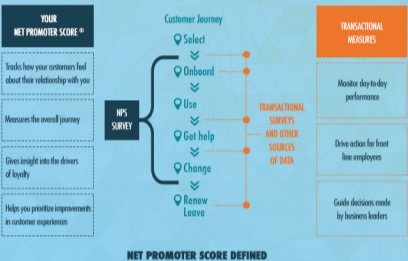 YOUR
NET PROMOTER SCORE ®
Tracks how your customers feel
about their relationship with you
Measures the overall journey
Gives insight into the drivers
of loyalty
Helps you prioritize improvements
in customer experiences
NPS
SURVEY
Customer Journey
Select
Onboard
Use
Get help
Change
Renew
Leave
TRANSACTIONAL
SURVEYS
AND OTHER
SOURCES
OF DATA
TRANSACTIONAL
MEASURES
Monitor day-to-day
performance
Drive action for front
line employees
Guide decisions made
by business leaders
NET PROMOTER SCORE DEFINED